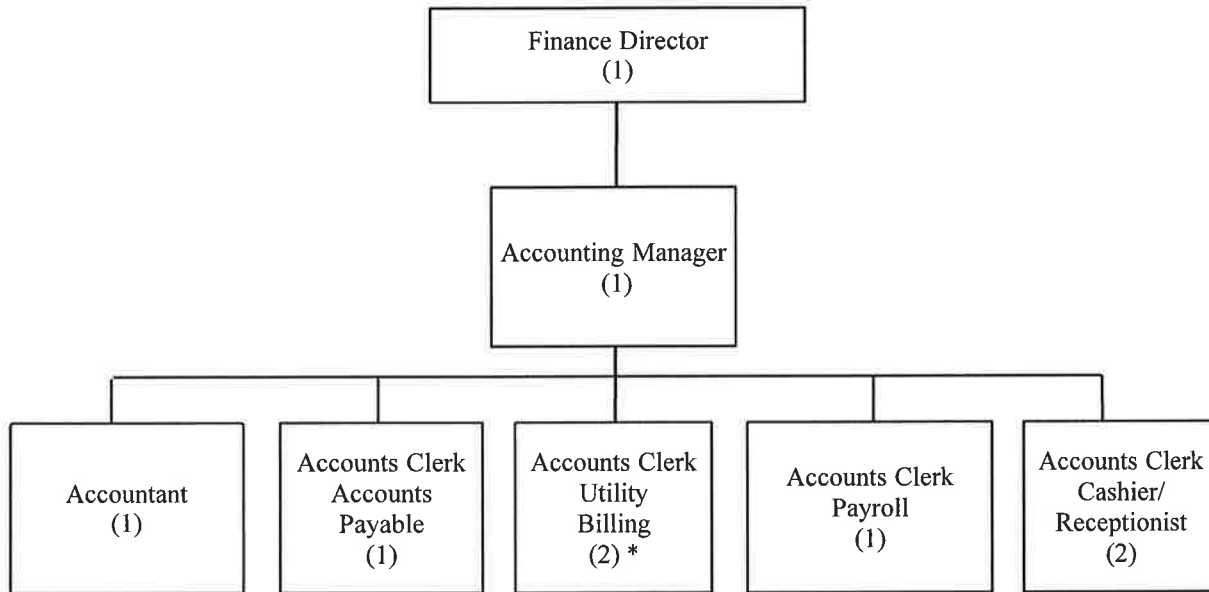 Finance Director
(1)
Accounting Manager
(1)
Accountant
(1)
Accounts Clerk
Accounts
Payable
(1)
Accounts Clerk
Utility
Billing
(2) *
Accounts Clerk
Payroll
(1)
Accounts Clerk
Cashier/
Receptionist
(2)